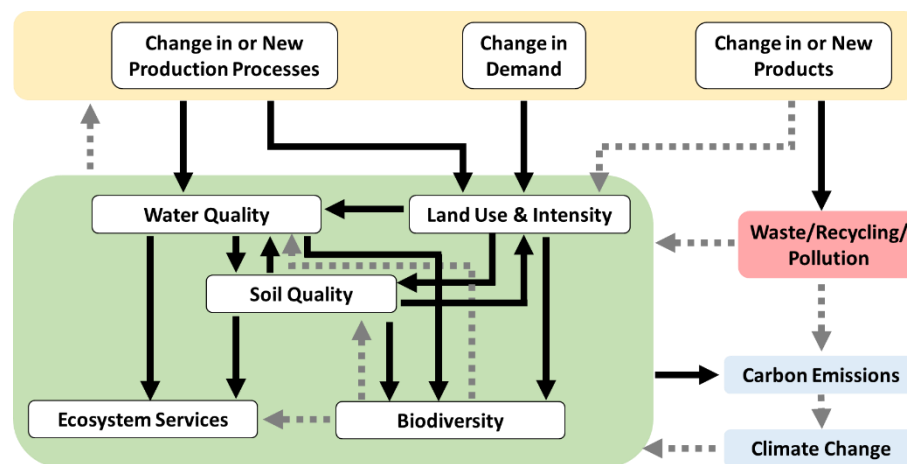 Change in or New
Production Processes
Change in
Demand
Change in or New
Products
Water Quality
Land Use & Intensity
Waste/Recycling/
Pollution
Soil Quality
Carbon Emissions
Ecosystem Services
Biodiversity
Climate Change